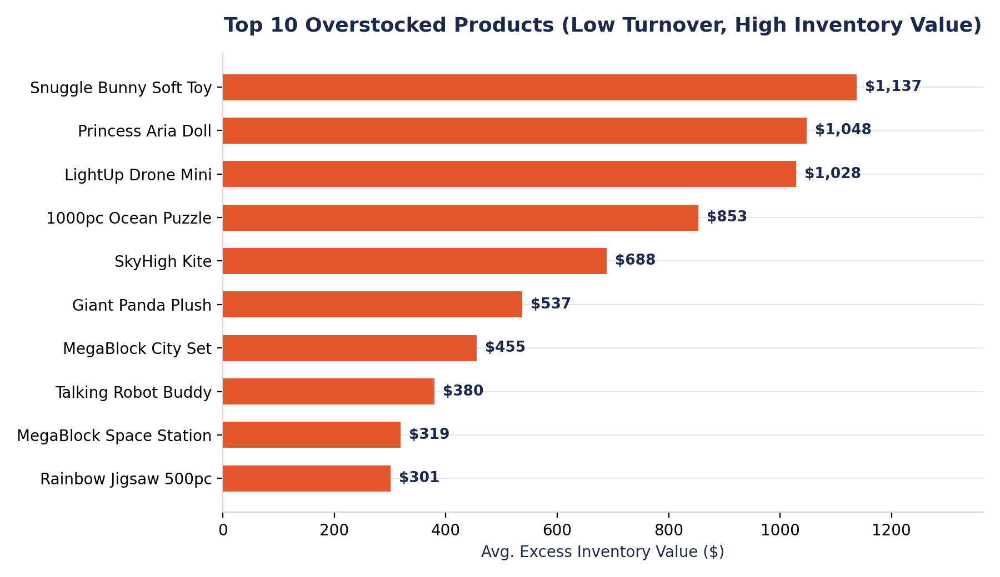 Top 10 Overstocked Products (Low Turnover, High Inventory Value)
Snuggle Bunny Soft Toy $1,137
Princess Aria Doll $1,048
LightUp Drone Mini $1,028
1000pc Ocean Puzzle $853
SkyHigh Kite $688
Giant Panda Plush $537
MegaBlock City Set $455
Talking Robot Buddy $380
MegaBlock Space Station $319
Rainbow Jigsaw 500pc $301
0 200 400 600 800 1000 1200
Avg. Excess Inventory Value ($)